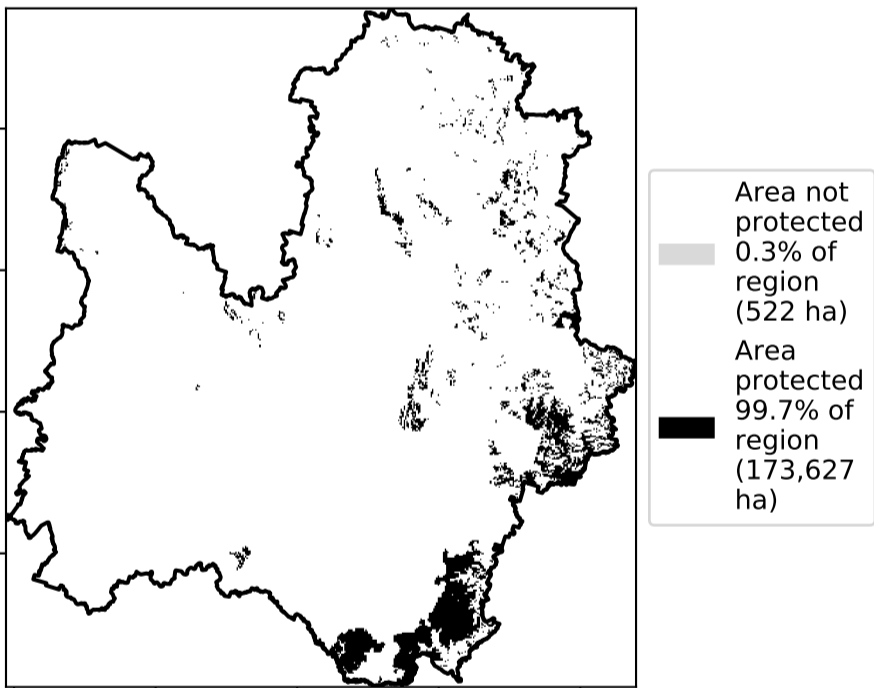 Area not
protected
0.3% of
region
(522 ha)
Area
protected
99.7% of
region
(173,627
ha)